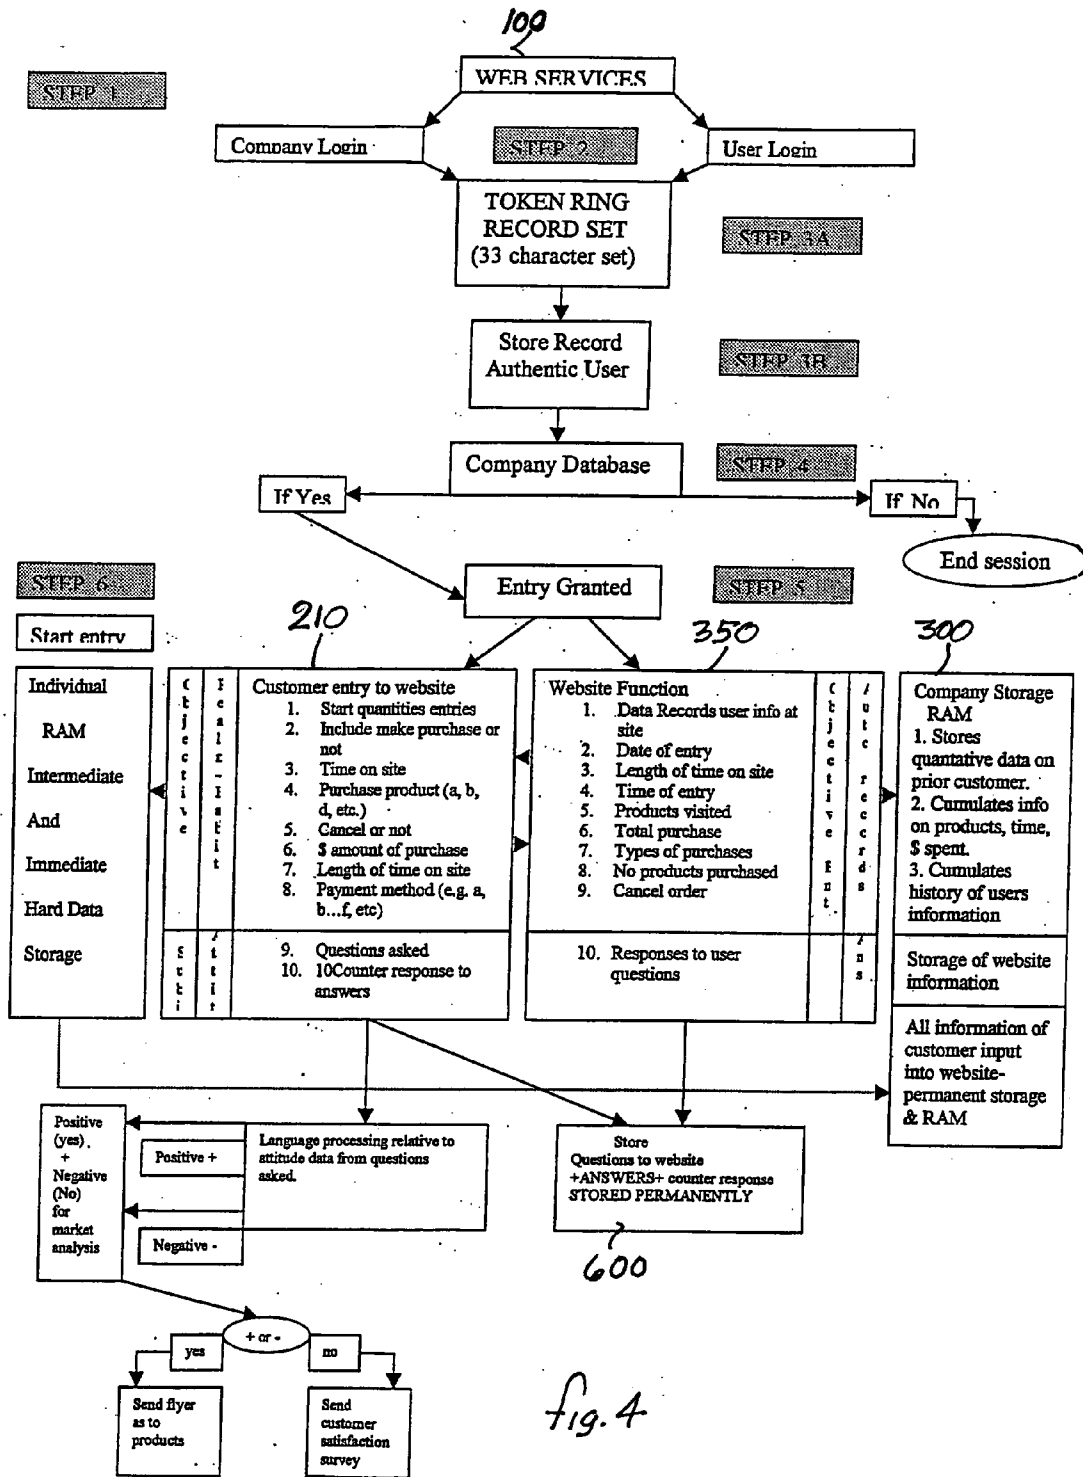 100
WEB SERVICES
STEP 1
Company Login
STEP 2
User Login
TOKEN RING
RECORD SET
(33 character set)
STEP 3A
Store Record
Authentic User
STEP 3B
Company Database
STEP 4
If Yes
If No
End session
STEP 6
Entry Granted
STEP 5
Start entry
210
350
300
Individual
RAM
Intermediate
And
Immediate
Hard Data
Storage
Customer entry to website
1. Start quantities entries
2. Include make purchase or
not
3. Time on site
4. Purchase product (a, b,
d, etc.)
5. Cancel or not
6. $ amount of purchase
7. Length of time on site
8. Payment method (e.g. a,
b...f, etc)
9. Questions asked
10. 10Counter response to
answers
Website Function
1. Data Records user info at
site
2. Date of entry
3. Length of time on site
4. Time of entry
5. Products visited
6. Total purchase
7. Types of purchases
8. No products purchased
9. Cancel order
10. Responses to user
questions
Company Storage
RAM
1. Stores
quantative data on
prior customer.
2. Cumulates info
on products, time,
$ spent.
3. Cumulates
history of users
information
Storage of website
information
All information of
customer input
into website-
permanent storage
& RAM
Positive
(yes)
+
Negative
(No)
for
market
analysis
Positive +
Negative -
Language processing relative to
attitude data from questions
asked.
Store
Questions to website
+ANSWERS+ counter response
STORED PERMANENTLY
600
+ or -
yes
no
Send flyer
as to
products
Send
customer
satisfaction
survey
fig. 4